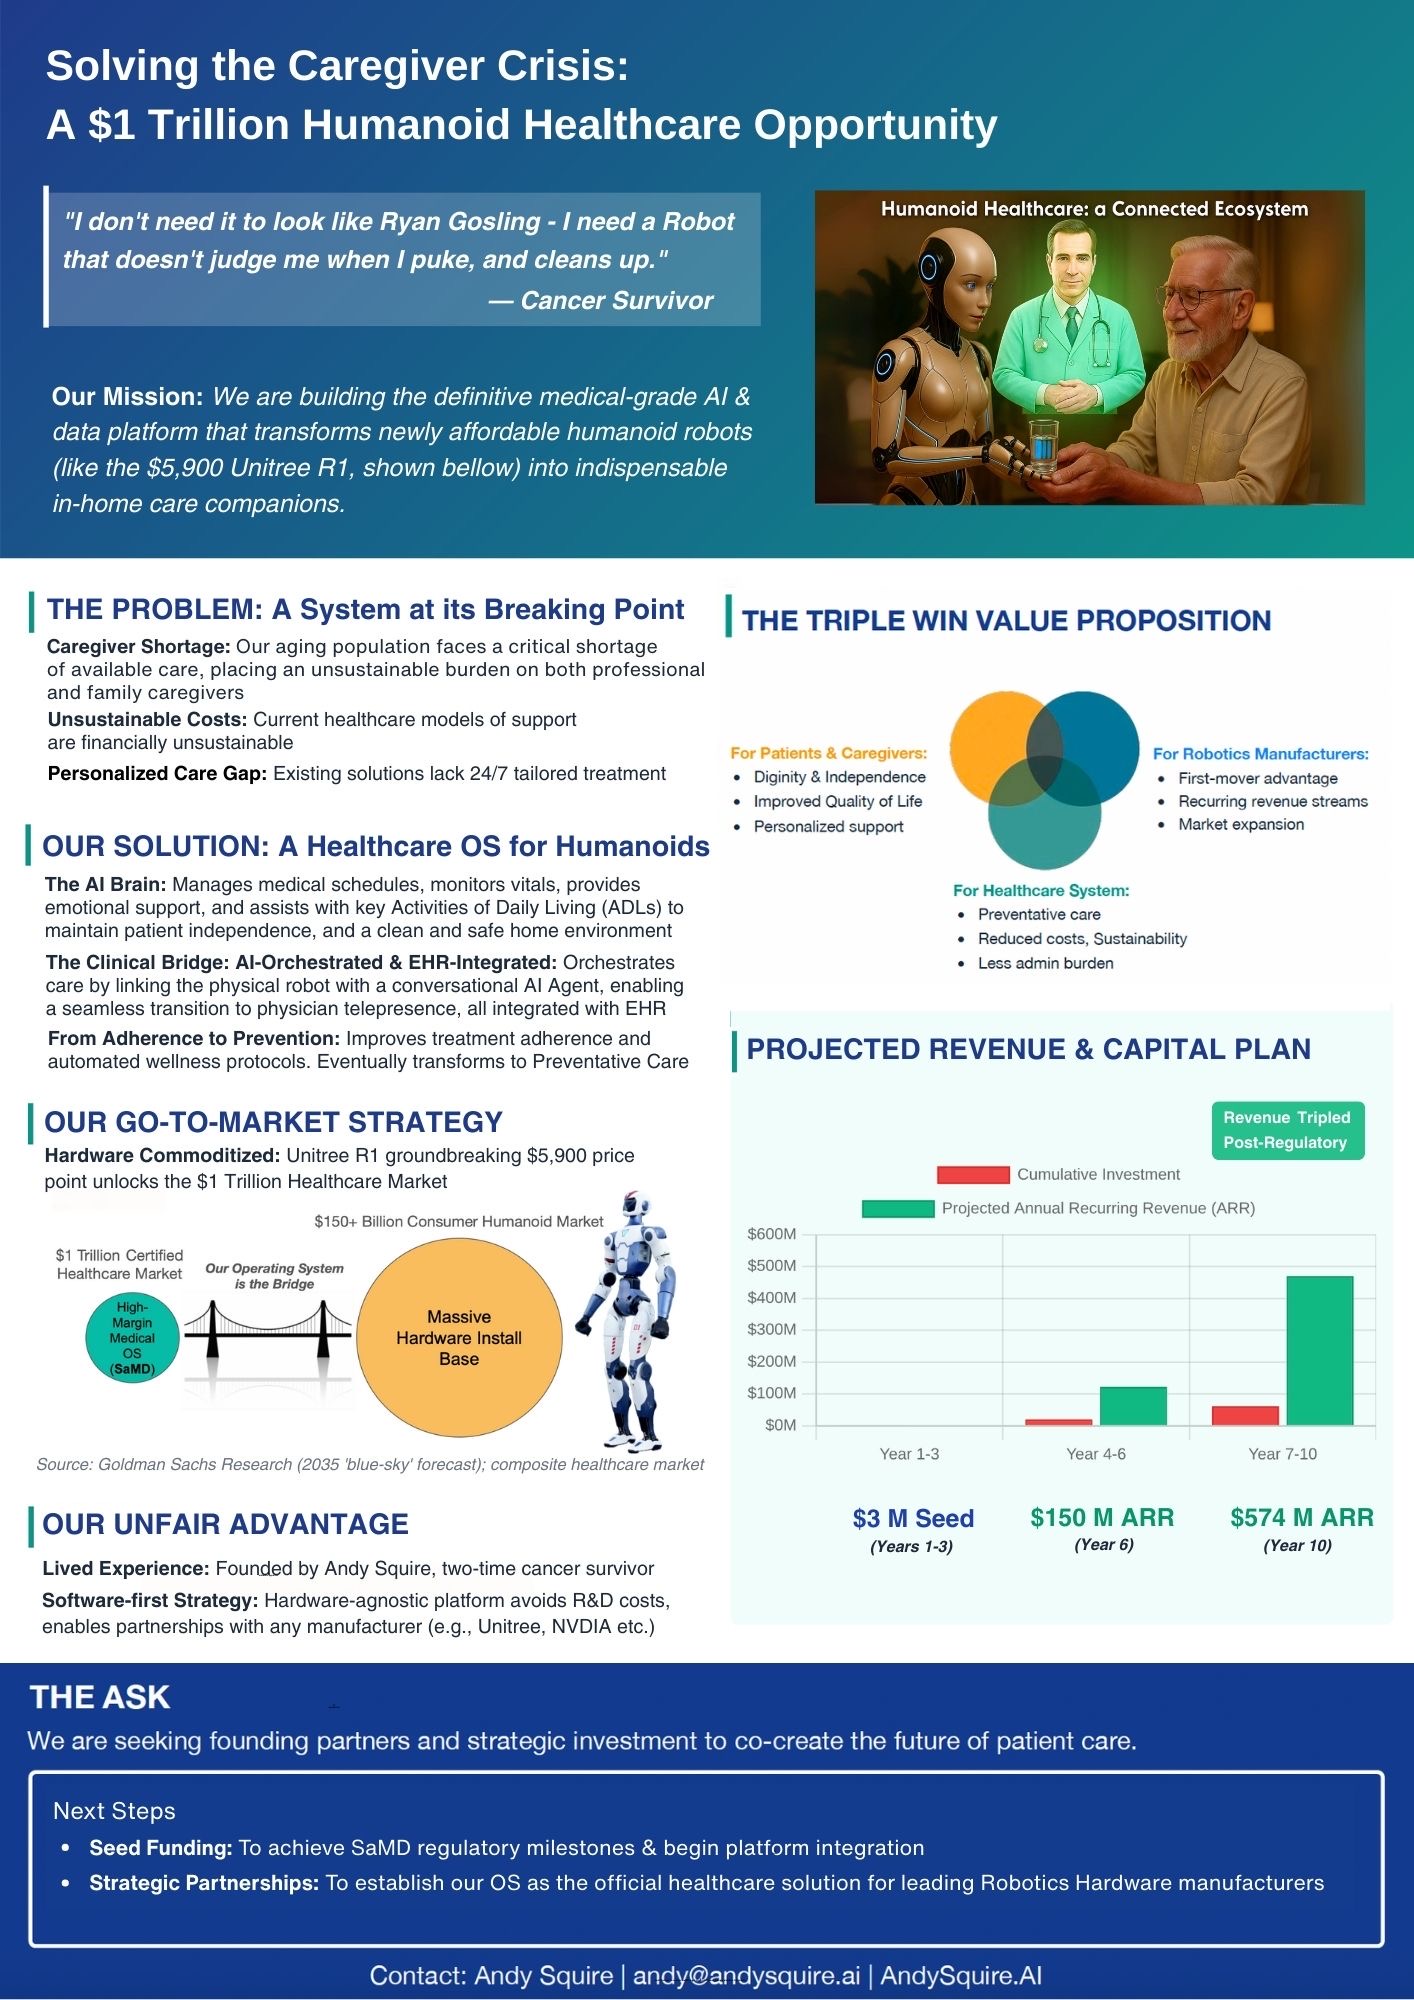 Solving the Caregiver Crisis:
A $1 Trillion Humanoid Healthcare Opportunity
"I don't need it to look like Ryan Gosling - I need a Robot
that doesn't judge me when I puke, and cleans up."
— Cancer Survivor
Humanoid Healthcare: a Connected Ecosystem
Our Mission: We are building the definitive medical-grade AI &
data platform that transforms newly affordable humanoid robots
(like the $5,900 Unitree R1, shown bellow) into indispensable
in-home care companions.
THE PROBLEM: A System at its Breaking Point
Caregiver Shortage: Our aging population faces a critical shortage
of available care, placing an unsustainable burden on both professional
and family caregivers
Unsustainable Costs: Current healthcare models of support
are financially unsustainable
Personalized Care Gap: Existing solutions lack 24/7 tailored treatment
OUR SOLUTION: A Healthcare OS for Humanoids
The AI Brain: Manages medical schedules, monitors vitals, provides
emotional support, and assists with key Activities of Daily Living (ADLs) to
maintain patient independence, and a clean and safe home environment
The Clinical Bridge: AI-Orchestrated & EHR-Integrated: Orchestrates
care by linking the physical robot with a conversational AI Agent, enabling
a seamless transition to physician telepresence, all integrated with EHR
From Adherence to Prevention: Improves treatment adherence and
automated wellness protocols. Eventually transforms to Preventative Care
OUR GO-TO-MARKET STRATEGY
Hardware Commoditized: Unitree R1 groundbreaking $5,900 price
point unlocks the $1 Trillion Healthcare Market
$150+ Billion Consumer Humanoid Market
$1 Trillion Certified
Healthcare Market
Our Operating System
is the Bridge
High-
Margin
Medical
OS
(SaMD)
Massive
Hardware Install
Base
Source: Goldman Sachs Research (2035 'blue-sky' forecast); composite healthcare market
OUR UNFAIR ADVANTAGE
Lived Experience: Founded by Andy Squire, two-time cancer survivor
Software-first Strategy: Hardware-agnostic platform avoids R&D costs,
enables partnerships with any manufacturer (e.g., Unitree, NVDIA etc.)
THE TRIPLE WIN VALUE PROPOSITION
For Patients & Caregivers:
• Diginity & Independence
• Improved Quality of Life
• Personalized support
For Robotics Manufacturers:
• First-mover advantage
• Recurring revenue streams
• Market expansion
For Healthcare System:
• Preventative care
• Reduced costs, Sustainability
• Less admin burden
PROJECTED REVENUE & CAPITAL PLAN
Revenue Tripled
Post-Regulatory
Cumulative Investment
Projected Annual Recurring Revenue (ARR)
$600M
$500M
$400M
$300M
$200M
$100M
$0M
Year 1-3
Year 4-6
Year 7-10
$3 M Seed
(Years 1-3)
$150 M ARR
(Year 6)
$574 M ARR
(Year 10)
THE ASK
We are seeking founding partners and strategic investment to co-create the future of patient care.
Next Steps
• Seed Funding: To achieve SaMD regulatory milestones & begin platform integration
• Strategic Partnerships: To establish our OS as the official healthcare solution for leading Robotics Hardware manufacturers
Contact: Andy Squire | andy@andysquire.ai | AndySquire.AI